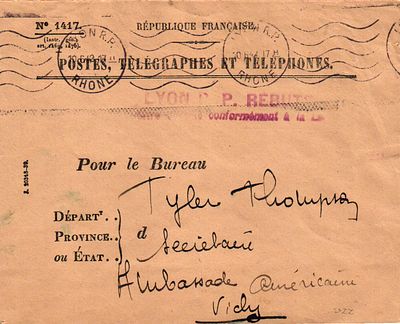 N° 1417.
RÉPUBLIQUE FRANÇAISE.
LYON R.P.
RHONE
RHONE
POSTES, TÉLÉGRAPHES ET TÉLÉPHONES.
LYON R. P. REBUTS
conformément à la
Pour le Bureau
Tyler Thompson
DÉPART^t. .
PROVINCE. .
ou ÉTAT. .
d
Secrétaire
Ambassade Américaine
Vichy